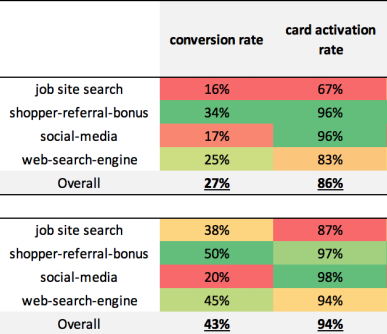 conversion rate card activation rate
job site search 16% 67%
shopper-referral-bonus 34% 96%
social-media 17% 96%
web-search-engine 25% 83%
Overall 27% 86%
job site search 38% 87%
shopper-referral-bonus 50% 97%
social-media 20% 98%
web-search-engine 45% 94%
Overall 43% 94%